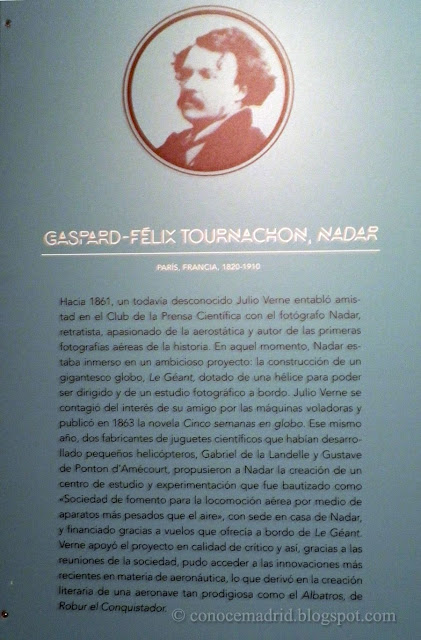 GASPARD-FÉLIX TOURNACHON, NADAR
PARÍS, FRANCIA, 1820-1910
Hacia 1861, un todavía desconocido Julio Verne entabló amis-
tad en el Club de la Prensa Científica con el fotógrafo Nadar,
retratista, apasionado de la aerostática y autor de las primeras
fotografías aéreas de la historia. En aquel momento, Nadar es-
taba inmerso en un ambicioso proyecto: la construcción de un
gigantesco globo, Le Géant, dotado de una hélice para poder
ser dirigido y de un estudio fotográfico a bordo. Julio Verne se
contagió del interés de su amigo por las máquinas voladoras y
publicó en 1863 la novela Cinco semanas en globo. Ese mismo
año, dos fabricantes de juguetes científicos que habían desarro-
llado pequeños helicópteros, Gabriel de la Landelle y Gustave
de Ponton d'Amécourt, propusieron a Nadar la creación de un
centro de estudio y experimentación que fue bautizado como
«Sociedad de fomento para la locomoción aérea por medio de
aparatos más pesados que el aire», con sede en casa de Nadar,
y financiado gracias a vuelos que ofrecía a bordo de Le Géant.
Verne apoyó el proyecto en calidad de crítico y así, gracias a las
reuniones de la sociedad, pudo acceder a las innovaciones más
recientes en materia de aeronáutica, lo que derivó en la creación
literaria de una aeronave tan prodigiosa como el Albatros, de
Robur el Conquistador.
© conocemadrid.blogspot.com